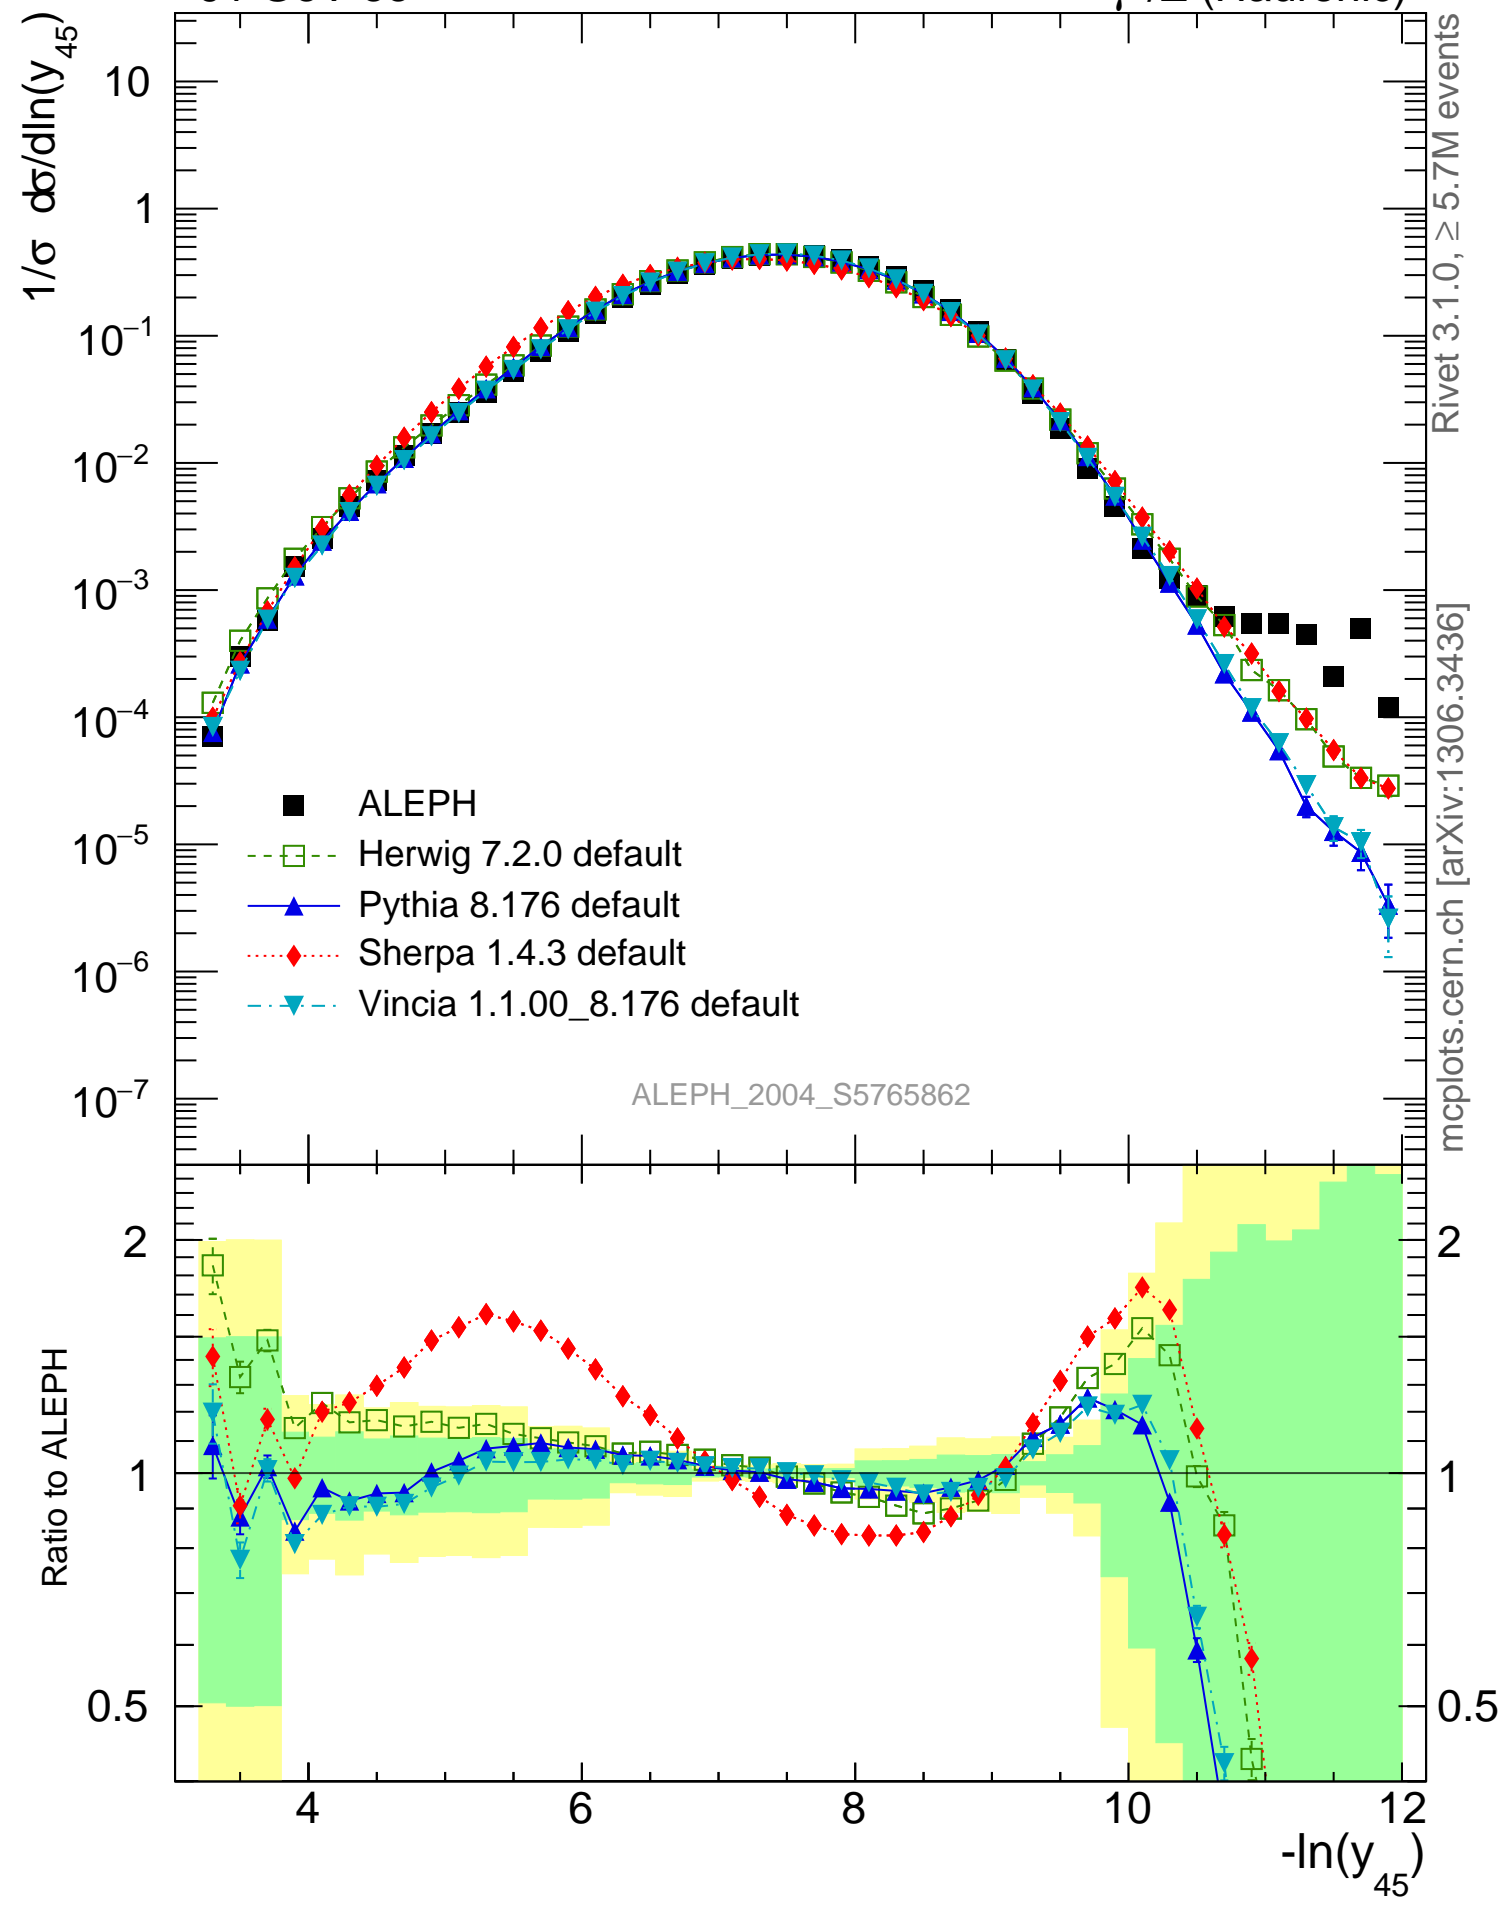 1/σ dσ/dln(y45)
10
1
10−1
10−2
10−3
10−4
10−5
10−6
10−7
ALEPH
Herwig 7.2.0 default
Pythia 8.176 default
Sherpa 1.4.3 default
Vincia 1.1.00_8.176 default
ALEPH_2004_S5765862
Rivet 3.1.0, ≥ 5.7M events
mcplots.cern.ch [arXiv:1306.3436]
Ratio to ALEPH
2
1
0.5
2
1
0.5
4 6 8 10 12
-ln(y45)